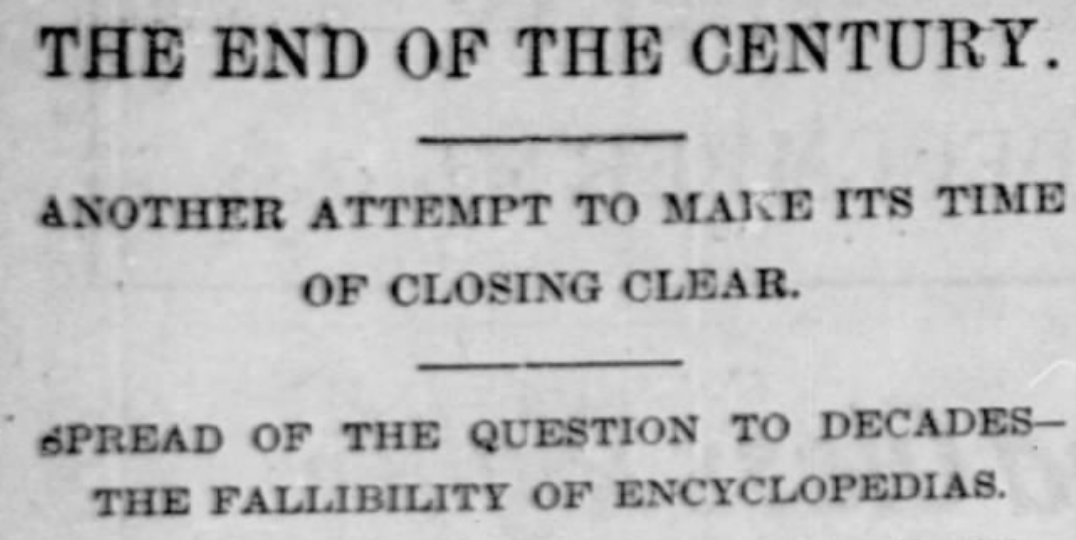 THE END OF THE CENTURY.
ANOTHER ATTEMPT TO MAKE ITS TIME
OF CLOSING CLEAR.
SPREAD OF THE QUESTION TO DECADES—
THE FALLIBILITY OF ENCYCLOPEDIAS.